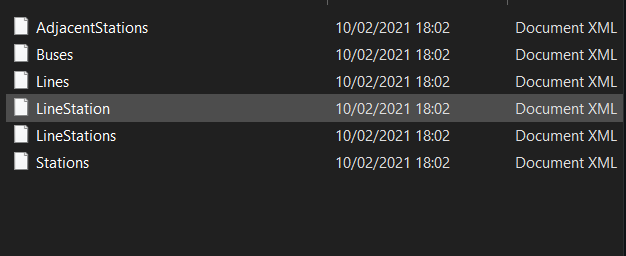 AdjacentStations 10/02/2021 18:02 Document XML
Buses 10/02/2021 18:02 Document XML
Lines 10/02/2021 18:02 Document XML
LineStation 10/02/2021 18:02 Document XML
LineStations 10/02/2021 18:02 Document XML
Stations 10/02/2021 18:02 Document XML